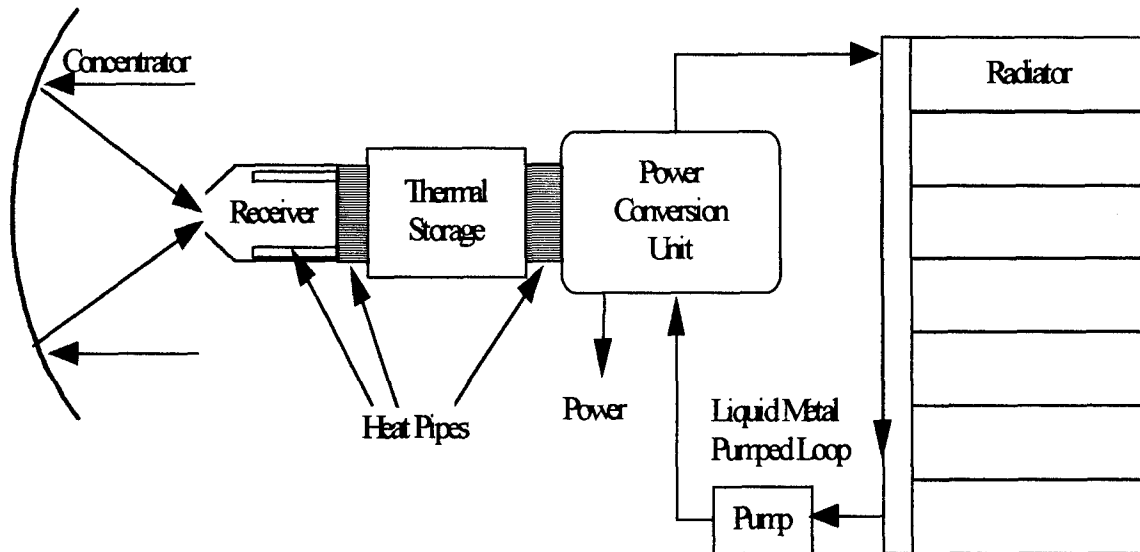 Concentrator
Radiator
Receiver
Thermal
Storage
Power
Conversion
Unit
Heat Pipes
Power
Liquid Metal
Pumped Loop
Pump